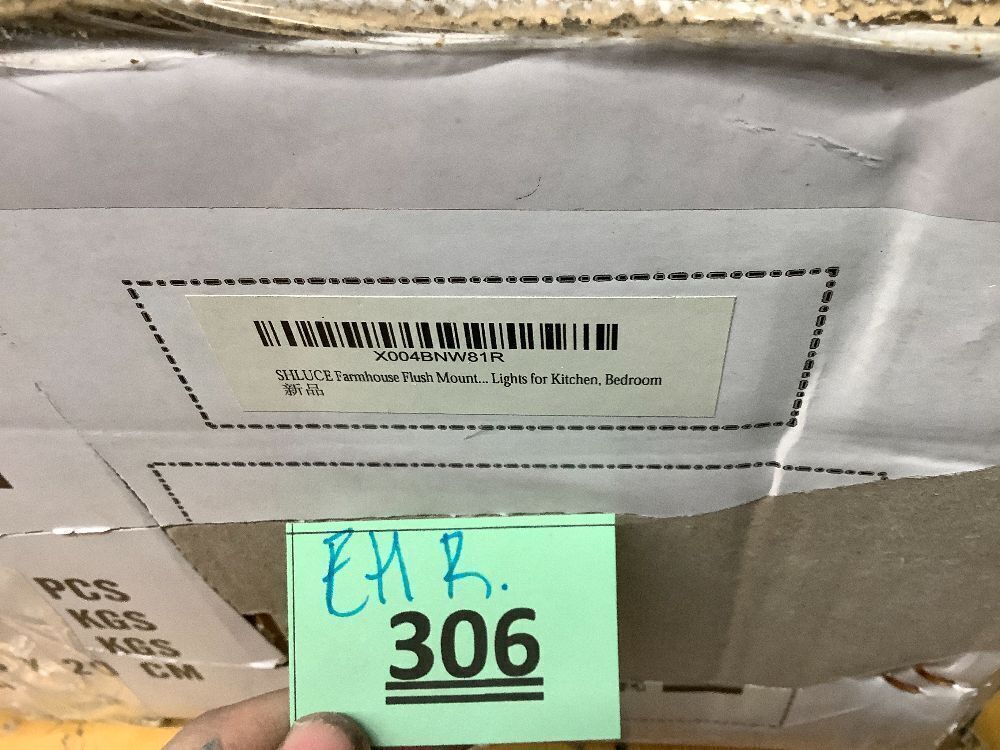 X004BNW81R
SHLUCE Farmhouse Flush Mount... Lights for Kitchen, Bedroom
新品
PCS
KGS
KGS
CM
EHR.
306